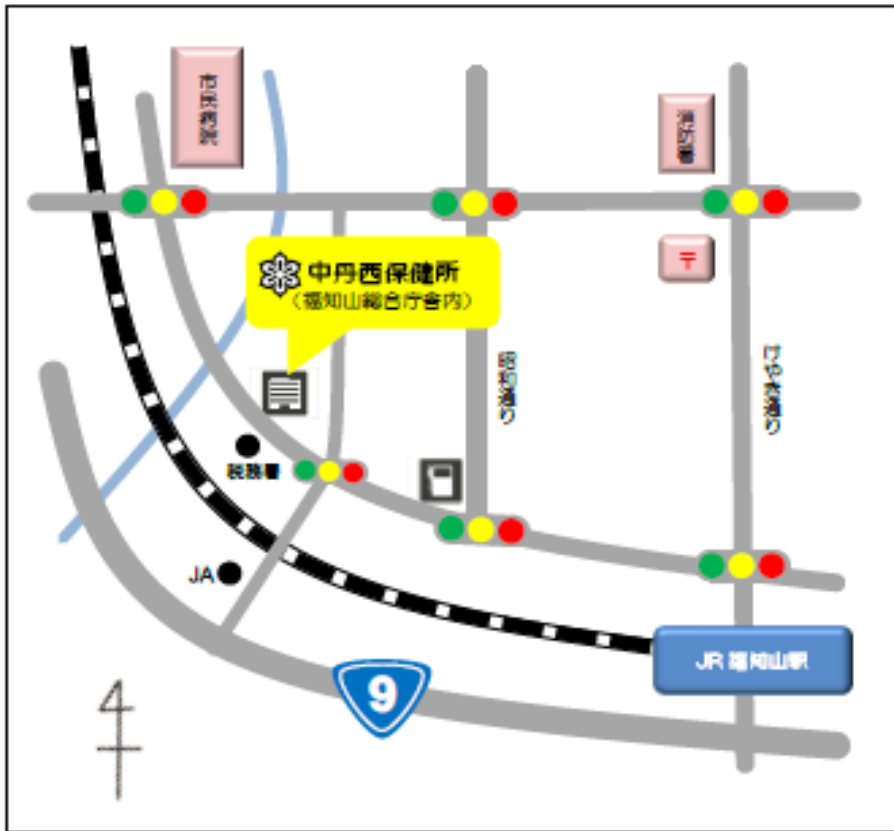 市民病院
消防署
〒
中丹西保健所
（福知山総合庁舎内）
昭和通り
けやき通り
税務署
JA
JR 福知山駅
9